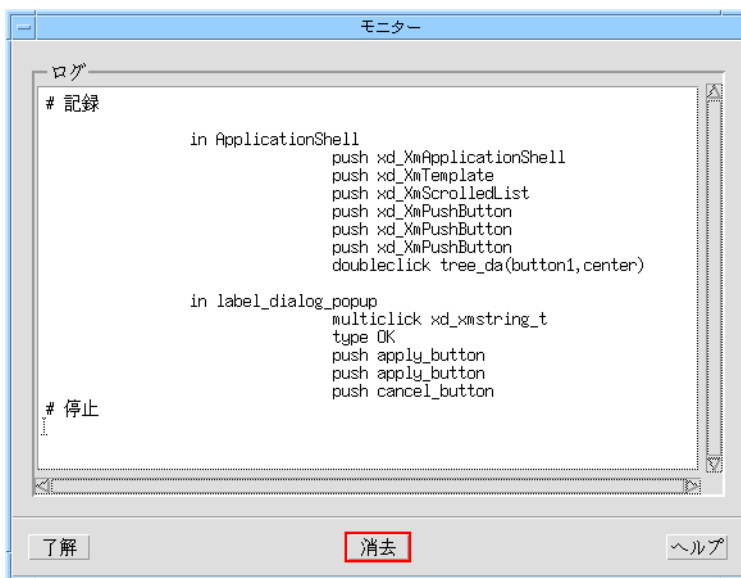 モニター
ログ
# 記録
in ApplicationShell
push xd_XmApplicationShell
push xd_XmTemplate
push xd_XmScrolledList
push xd_XmPushButton
push xd_XmPushButton
push xd_XmPushButton
doubleclick tree_da(button1,center)
in label_dialog_popup
multiclick xd_xmstring_t
type OK
push apply_button
push apply_button
push cancel_button
# 停止
了解 消去 ヘルプ